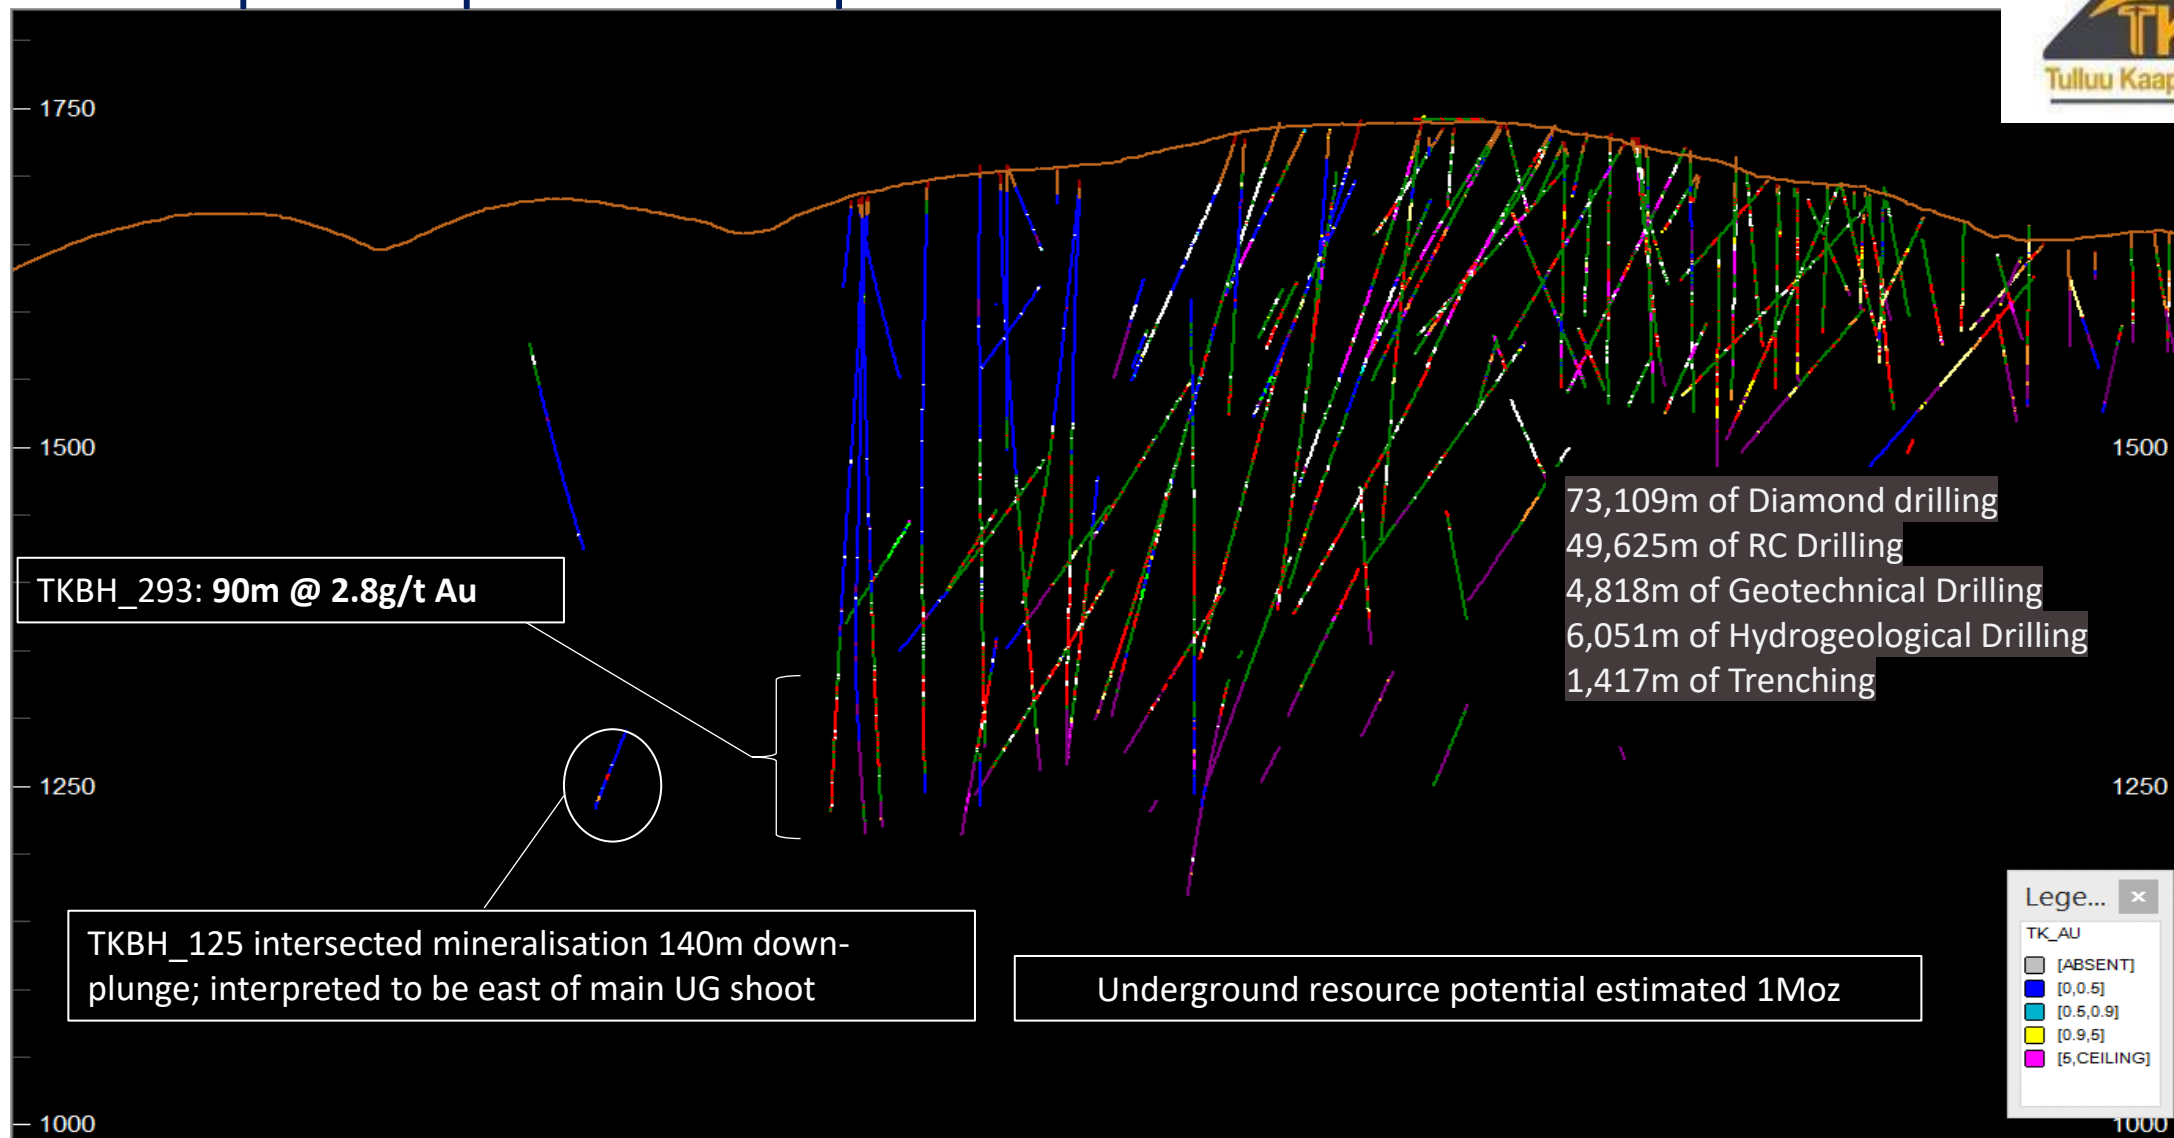 Tulluu Kaap
1750
1500
1500
73,109m of Diamond drilling
49,625m of RC Drilling
4,818m of Geotechnical Drilling
6,051m of Hydrogeological Drilling
1,417m of Trenching
TKBH_293: 90m @ 2.8g/t Au
1250
1250
TKBH_125 intersected mineralisation 140m down-
plunge; interpreted to be east of main UG shoot
Underground resource potential estimated 1Moz
Lege...
TK_AU
[ABSENT]
[0,0.5]
[0.5,0.9]
[0.9,5]
[5,CEILING]
1000
1000